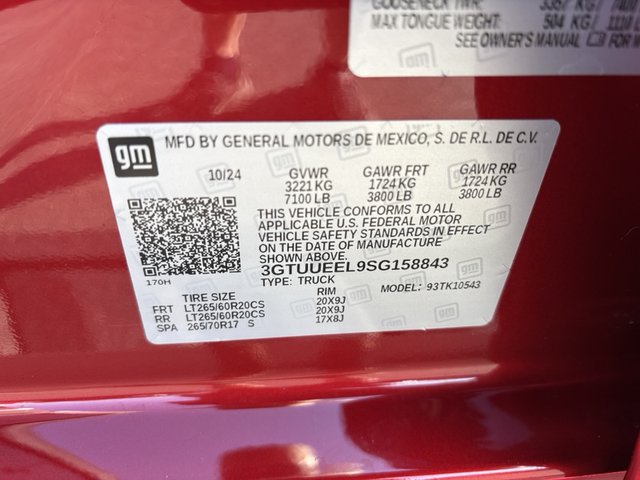 GOOSENECK TWR: 3357 KG
MAX TONGUE WEIGHT: 504 KG 1110
SEE OWNER'S MANUAL FOR
gm
MFD BY GENERAL MOTORS DE MEXICO, S. DE R.L. DE C.V.
10/24 GVWR GAWR FRT GAWR RR
3221 KG 1724 KG 1724 KG
7100 LB 3800 LB 3800 LB
THIS VEHICLE CONFORMS TO ALL
APPLICABLE U.S. FEDERAL MOTOR
VEHICLE SAFETY STANDARDS IN EFFECT
ON THE DATE OF MANUFACTURE
SHOWN ABOVE.
3GTUUEEL9SG158843
170H TYPE: TRUCK MODEL: 93TK10543
TIRE SIZE RIM
FRT LT265/60R20CS 20X9J
RR LT265/60R20CS 20X9J
SPA 265/70R17 S 17X8J